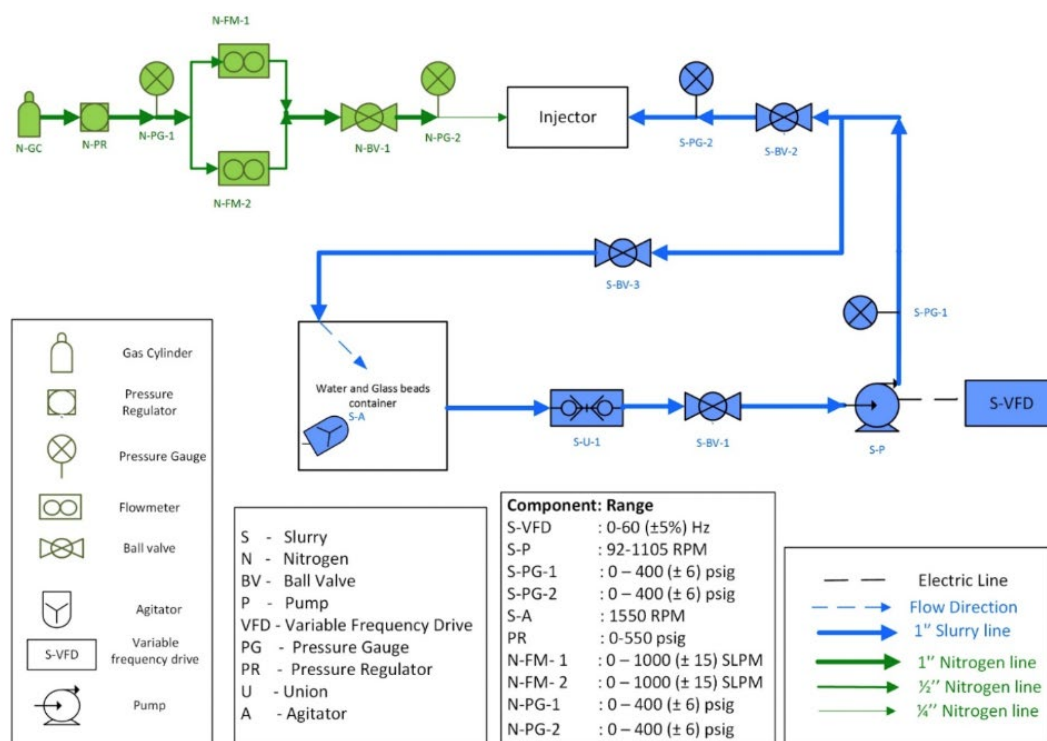 N-FM-1
N-GC
N-PR
N-PG-1
N-FM-2
N-BV-1
N-PG-2
Injector
S-PG-2
S-BV-2
S-BV-3
S-PG-1
Water and Glass beads
container
S-A
S-U-1
S-BV-1
S-P
S-VFD
Gas Cylinder
Pressure
Regulator
Pressure Gauge
Flowmeter
Ball valve
Agitator
S-VFD
Variable
frequency drive
Pump
S - Slurry
N - Nitrogen
BV - Ball Valve
P - Pump
VFD - Variable Frequency Drive
PG - Pressure Gauge
PR - Pressure Regulator
U - Union
A - Agitator
Component: Range
S-VFD : 0-60 (±5%) Hz
S-P : 92-1105 RPM
S-PG-1 : 0 – 400 (± 6) psig
S-PG-2 : 0 – 400 (± 6) psig
S-A : 1550 RPM
PR : 0-550 psig
N-FM- 1 : 0 – 1000 (± 15) SLPM
N-FM- 2 : 0 – 1000 (± 15) SLPM
N-PG-1 : 0 – 400 (± 6) psig
N-PG-2 : 0 – 400 (± 6) psig
Electric Line
Flow Direction
1’’ Slurry line
1’’ Nitrogen line
½’’ Nitrogen line
¼’’ Nitrogen line